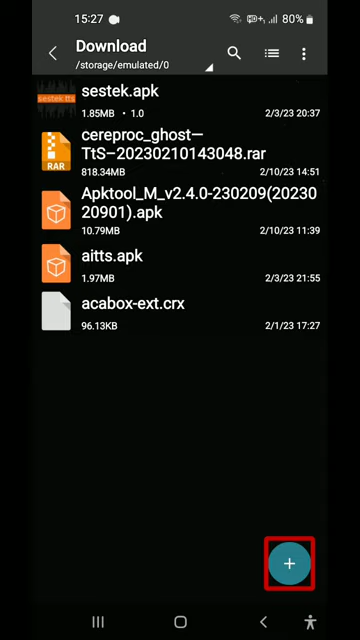 15:27
80%
Download
/storage/emulated/0
sestek tts
sestek.apk
1.85MB • 1.0
2/3/23 20:37
RAR
cereproc_ghost—
TtS–20230210143048.rar
818.34MB
2/10/23 14:51
Apktool_M_v2.4.0-230209(202302
20901).apk
10.79MB
2/10/23 11:39
aitts.apk
1.97MB
2/3/23 21:55
acabox-ext.crx
96.13KB
2/1/23 17:27